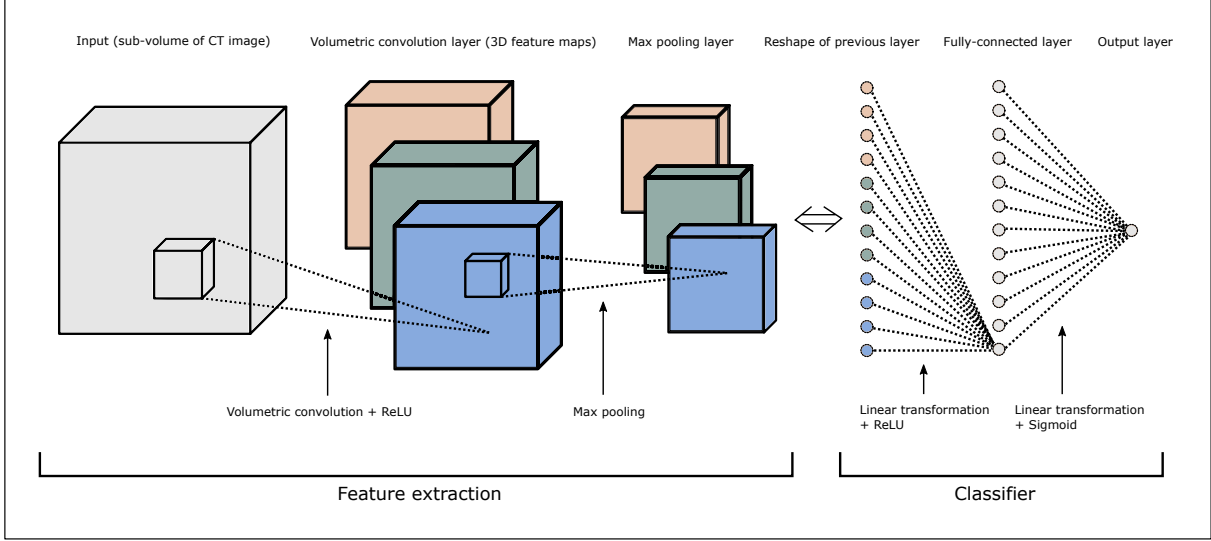 Input (sub-volume of CT image)
Volumetric convolution layer (3D feature maps)
Max pooling layer
Reshape of previous layer
Fully-connected layer
Output layer
Volumetric convolution + ReLU
Max pooling
Linear transformation
+ ReLU
Linear transformation
+ Sigmoid
Feature extraction
Classifier